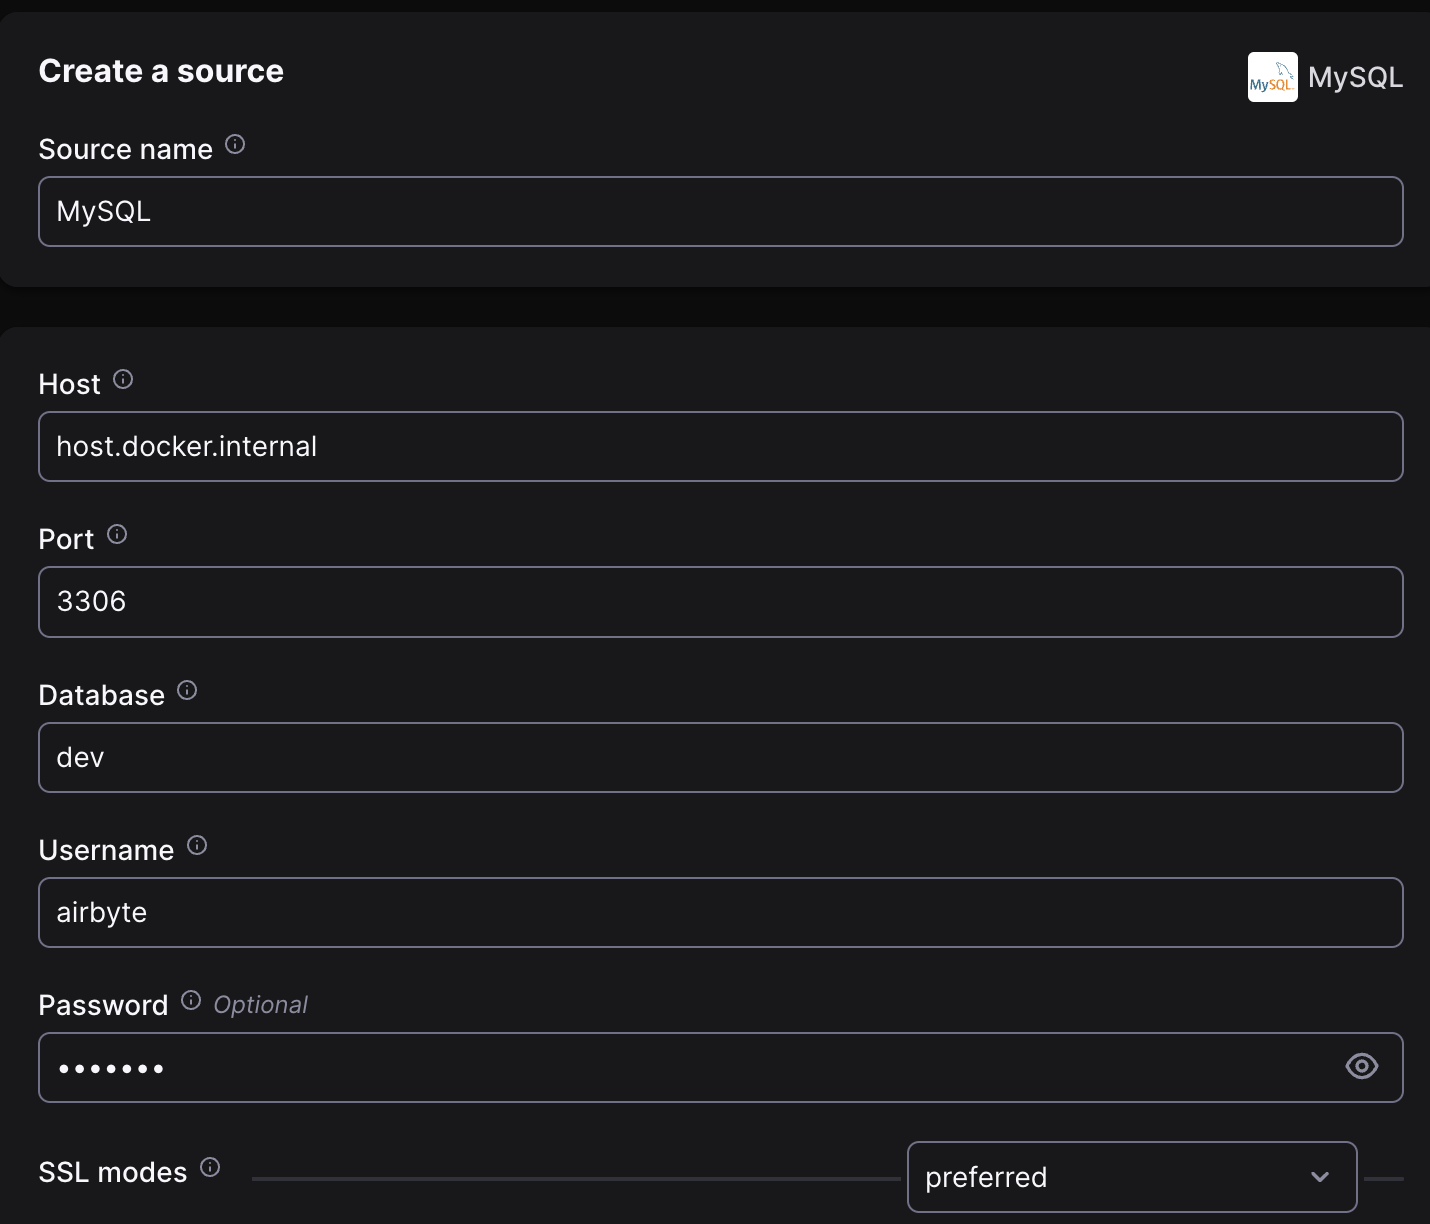 Create a source
MySQL MySQL
Source name
MySQL
Host
host.docker.internal
Port
3306
Database
dev
Username
airbyte
Password Optional
•••••••
SSL modes
preferred